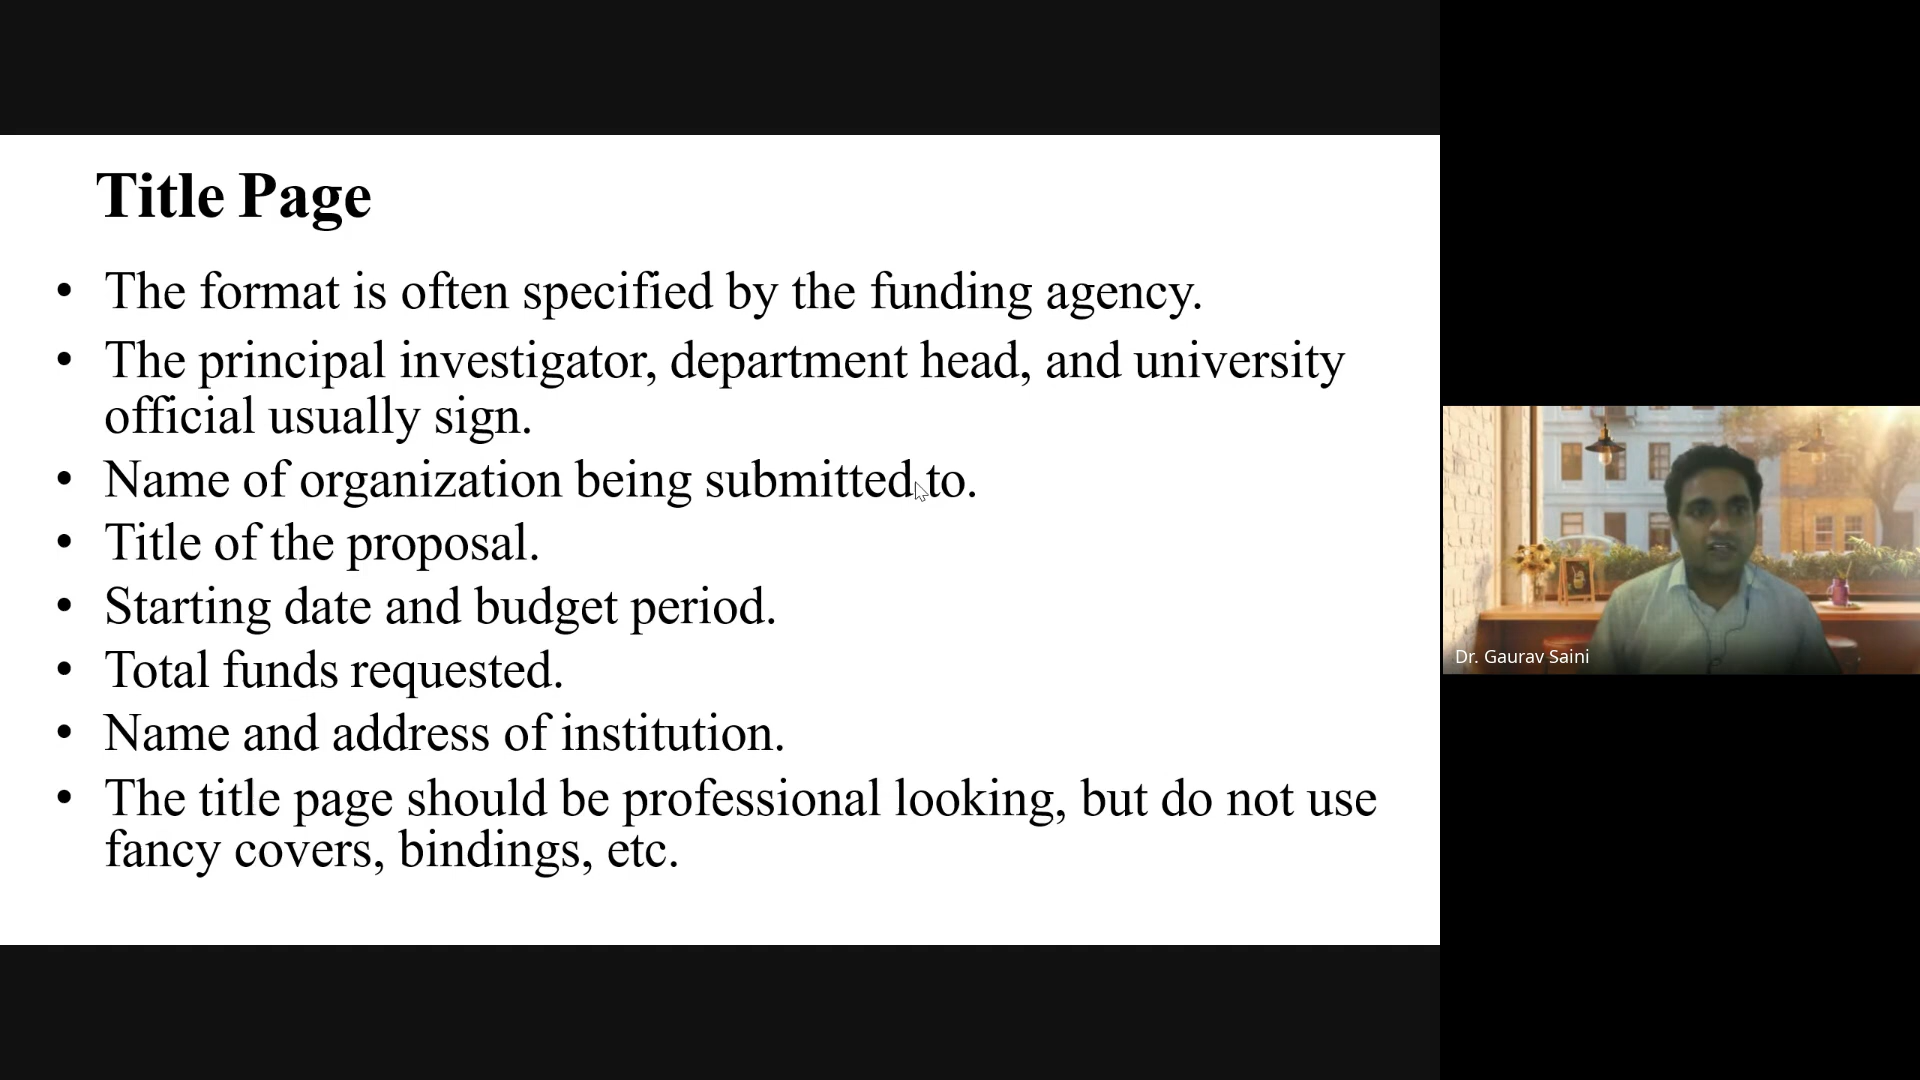 Title Page
• The format is often specified by the funding agency.
• The principal investigator, department head, and university
official usually sign.
• Name of organization being submitted to.
• Title of the proposal.
• Starting date and budget period.
• Total funds requested.
• Name and address of institution.
• The title page should be professional looking, but do not use
fancy covers, bindings, etc.
Dr. Gaurav Saini